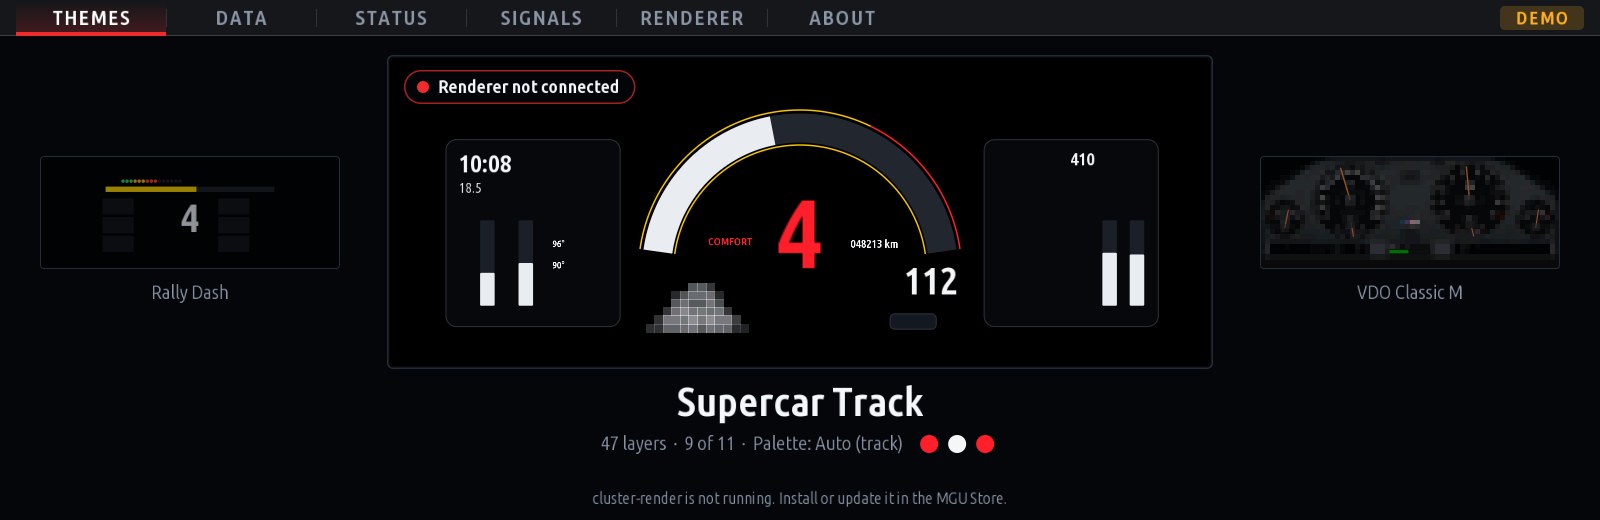 THEMES DATA STATUS SIGNALS RENDERER ABOUT DEMO
Renderer not connected
10:08
18.5
96°
90°
COMFORT
4
048213 km
112
410
4
Rally Dash
VDO Classic M
Supercar Track
47 layers · 9 of 11 · Palette: Auto (track)
cluster-render is not running. Install or update it in the MGU Store.